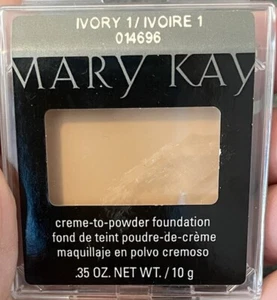 IVORY 1 / IVOIRE 1
014696
MARY KAY
creme-to-powder foundation
fond de teint poudre-de-crème
maquillaje en polvo cremoso
.35 OZ. NET WT. / 10 g